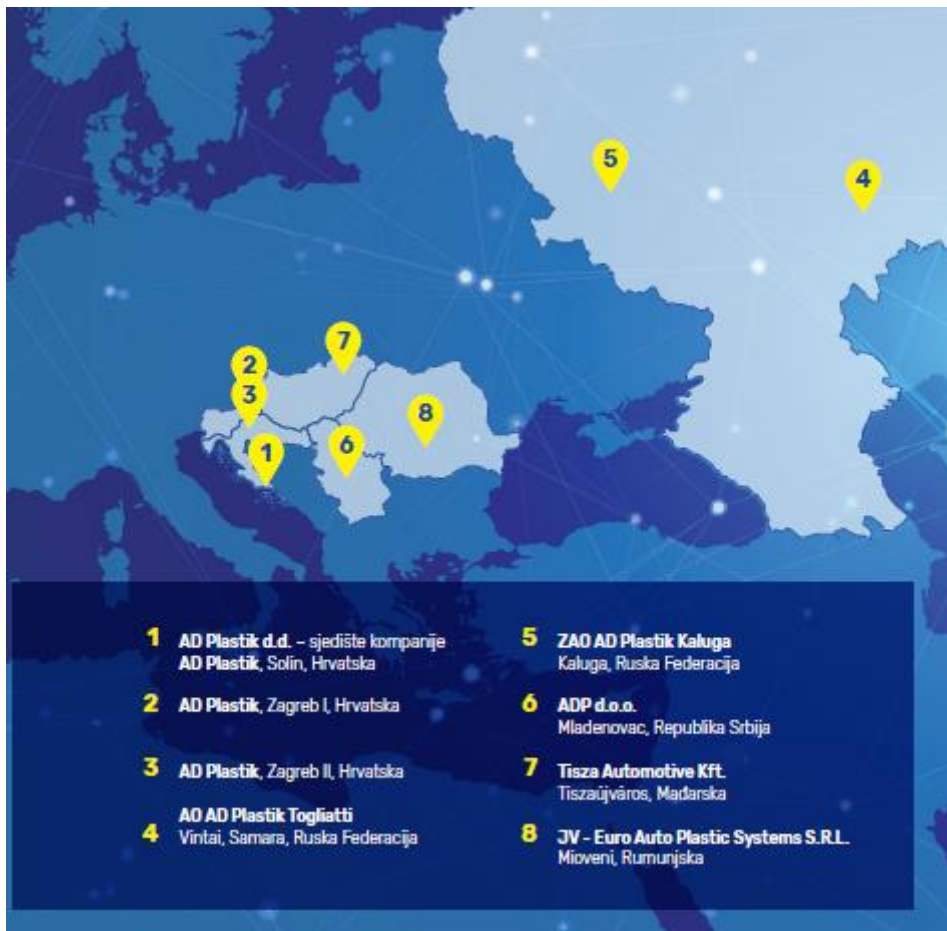 5
4
7
2
3
8
6
1
1 AD Plastik d.d. – sjedište kompanije
AD Plastik, Solin, Hrvatska
2 AD Plastik, Zagreb I, Hrvatska
3 AD Plastik, Zagreb II, Hrvatska
AO AD Plastik Togliatti
4 Vintai, Samara, Ruska Federacija
5 ZAO AD Plastik Kaluga
Kaluga, Ruska Federacija
6 ADP d.o.o.
Mladenovac, Republika Srbija
7 Tisza Automotive Kft.
Tiszaújváros, Mađarska
8 JV - Euro Auto Plastic Systems S.R.L.
Mioveni, Rumunjska